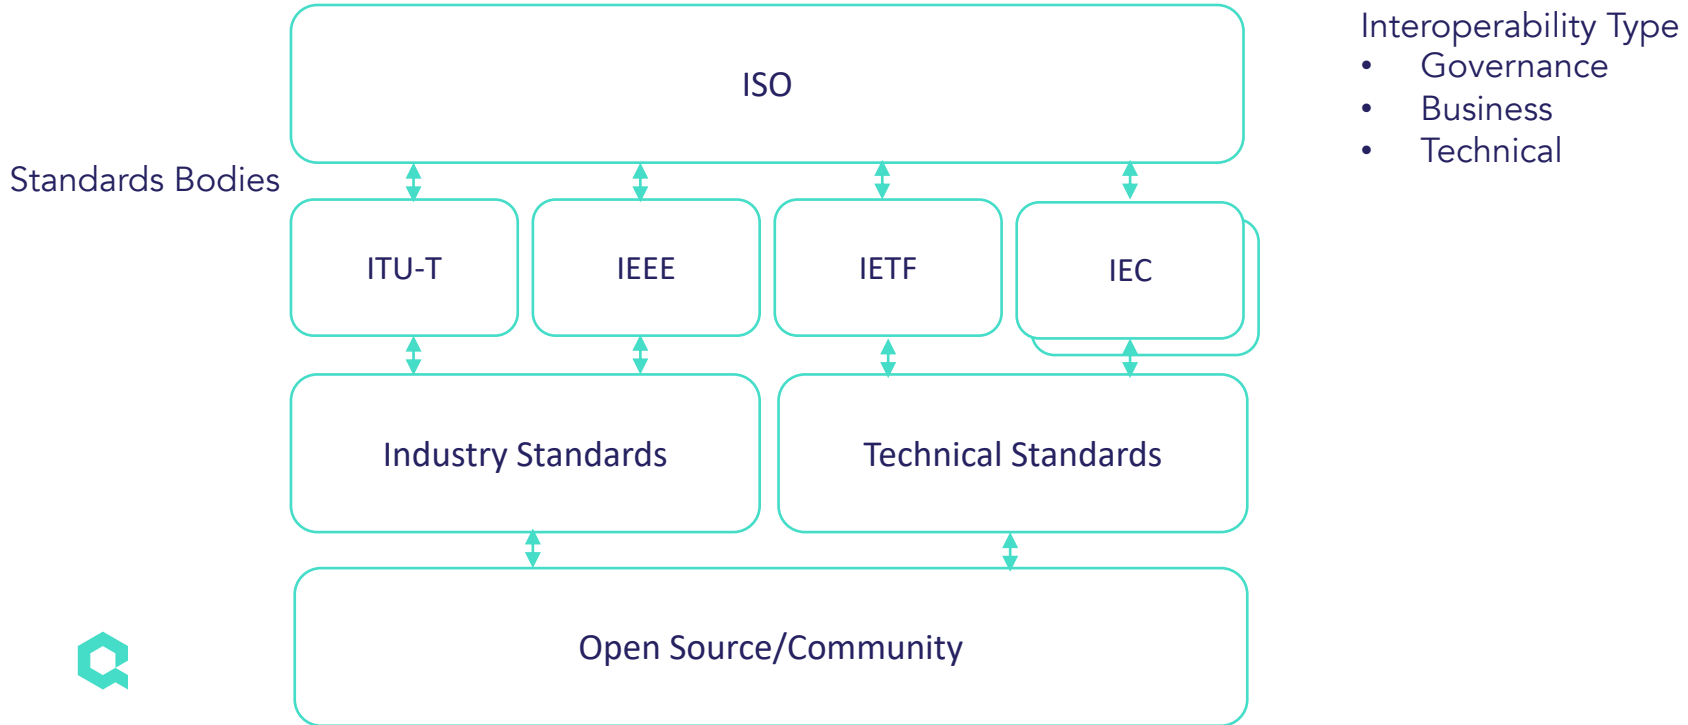 Interoperability Type
• Governance
• Business
• Technical
Standards Bodies
ISO
ITU-T
IEEE
IETF
IEC
Industry Standards
Technical Standards
Open Source/Community